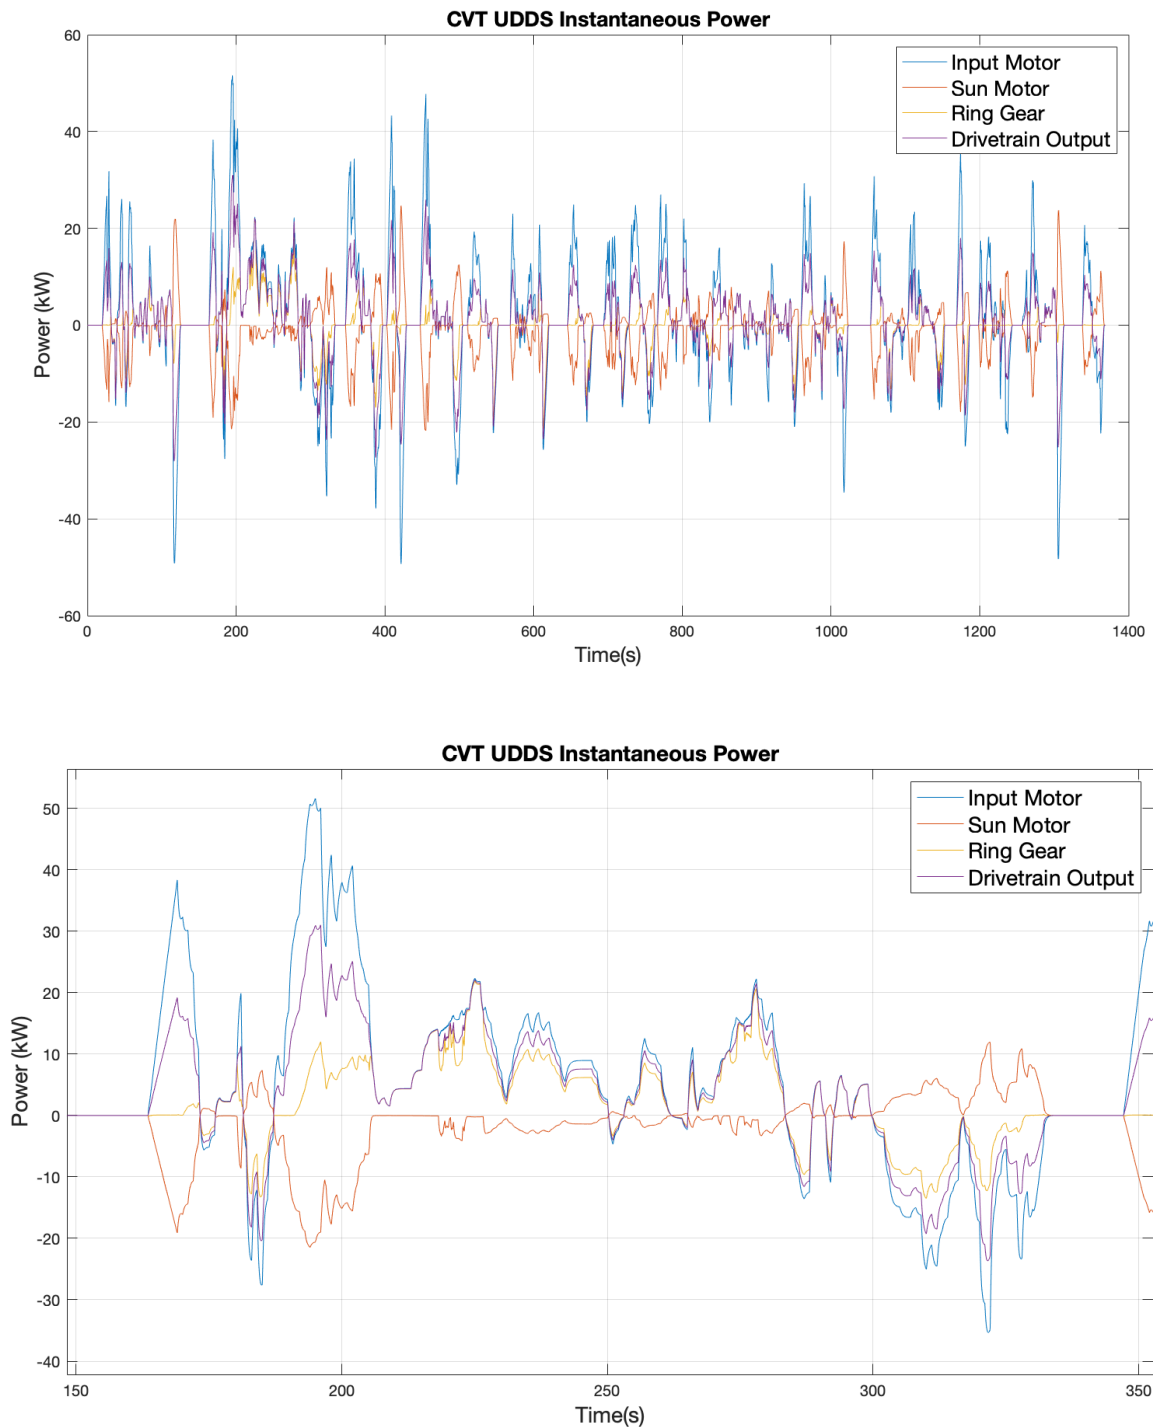 CVT UDDS Instantaneous Power
60
40
20
0
-20
-40
-60
Power (kW)
Input Motor
Sun Motor
Ring Gear
Drivetrain Output
0 200 400 600 800 1000 1200 1400
Time(s)
CVT UDDS Instantaneous Power
50
40
30
20
10
0
-10
-20
-30
-40
Power (kW)
Input Motor
Sun Motor
Ring Gear
Drivetrain Output
150 200 250 300 350
Time(s)